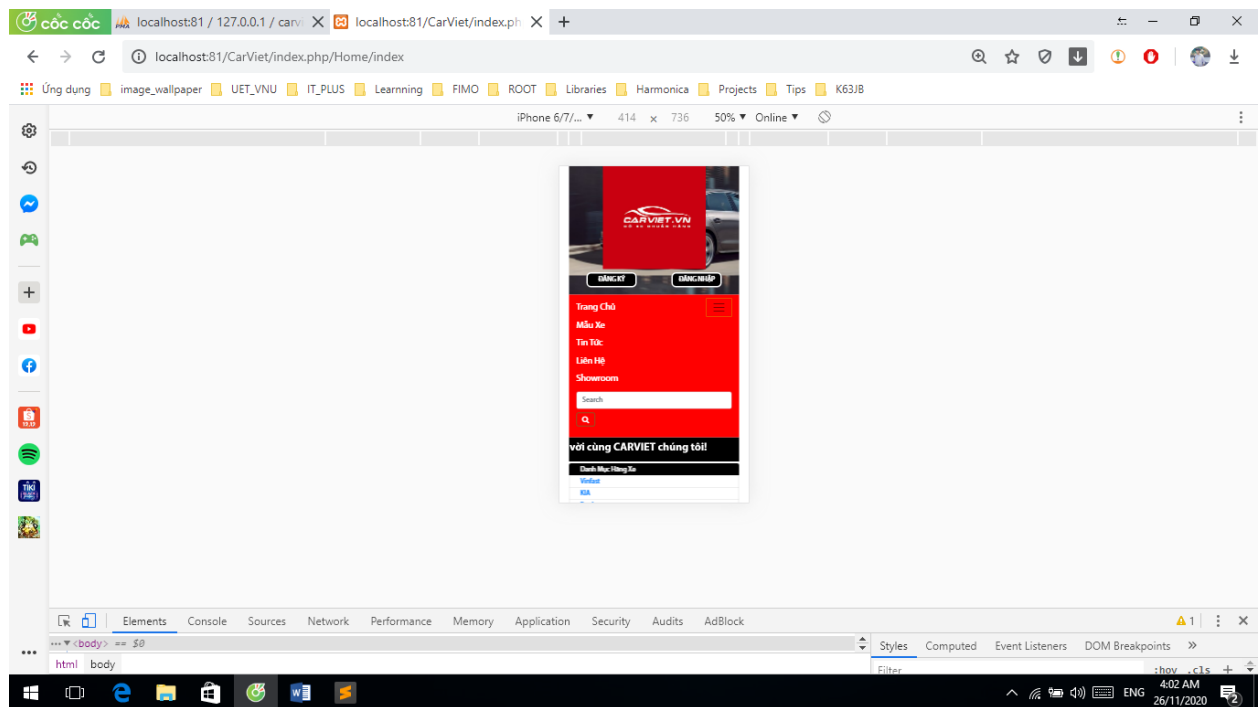 cốc cốc localhost:81 / 127.0.0.1 / carvi localhost:81/CarViet/index.ph
localhost:81/CarViet/index.php/Home/index
Ứng dụng image_wallpaper UET_VNU IT_PLUS Learnning FIMO ROOT Libraries Harmonica Projects Tips K63JB
iPhone 6/7/... ▼ 414 x 736 50% ▼ Online ▼
CARVIET.VN
ĐĂNG KÝ ĐĂNG NHẬP
Trang Chủ
Mẫu Xe
Tin Tức
Liên Hệ
Showroom
Search
vời cùng CARVIET chúng tôi!
Danh Mục Hãng Xe
Vinfast
KIA
Elements Console Sources Network Performance Memory Application Security Audits AdBlock 1
<body> == $0
html body
Styles Computed Event Listeners DOM Breakpoints »
Filter :hov .cls +
TIKI
ENG 4:02 AM
26/11/2020 2